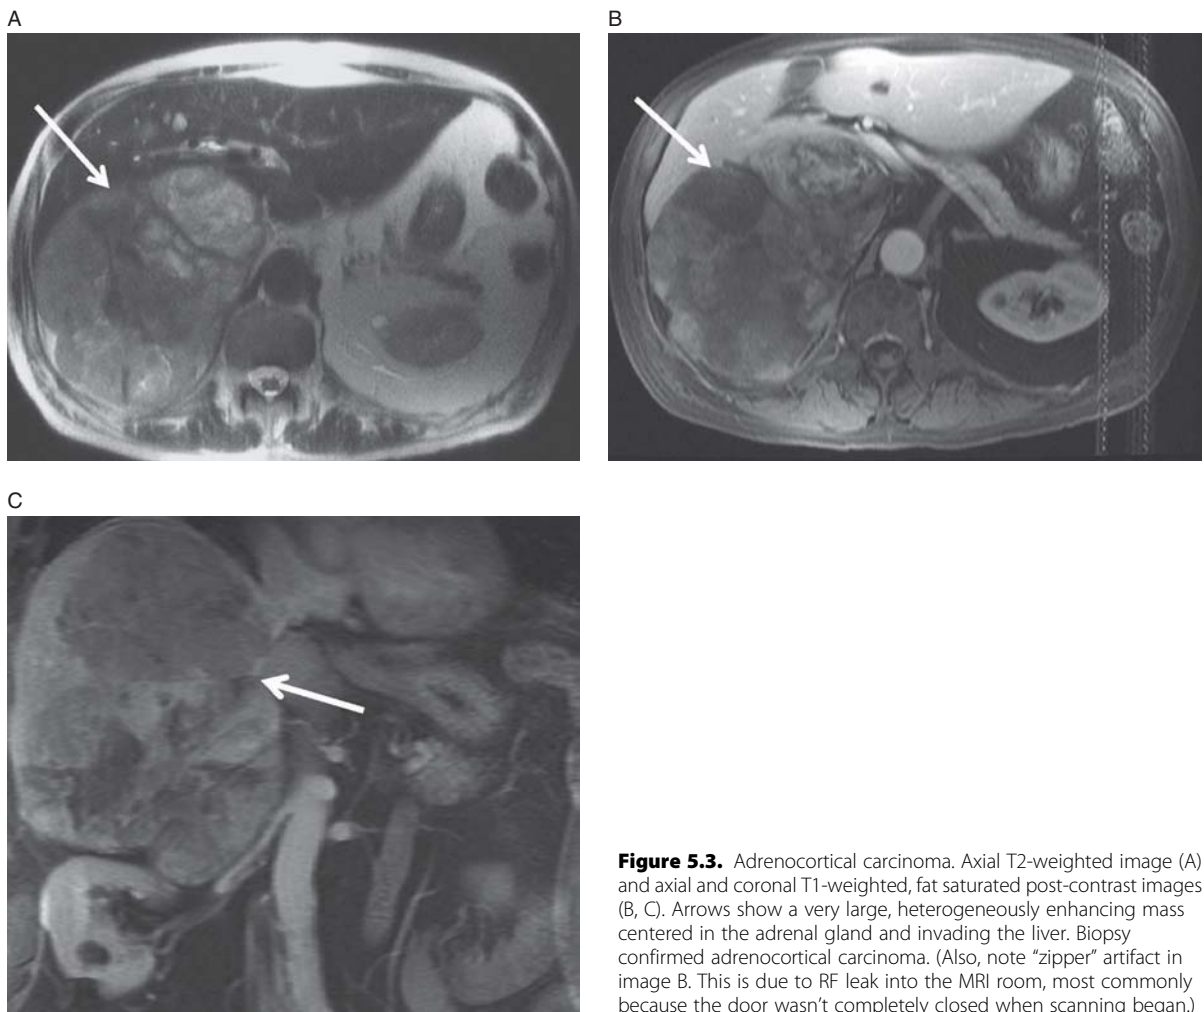 A
B
C
Figure 5.3. Adrenocortical carcinoma. Axial T2-weighted image (A)
and axial and coronal T1-weighted, fat saturated post-contrast images
(B, C). Arrows show a very large, heterogeneously enhancing mass
centered in the adrenal gland and invading the liver. Biopsy
confirmed adrenocortical carcinoma. (Also, note “zipper” artifact in
image B. This is due to RF leak into the MRI room, most commonly
because the door wasn’t completely closed when scanning began.)